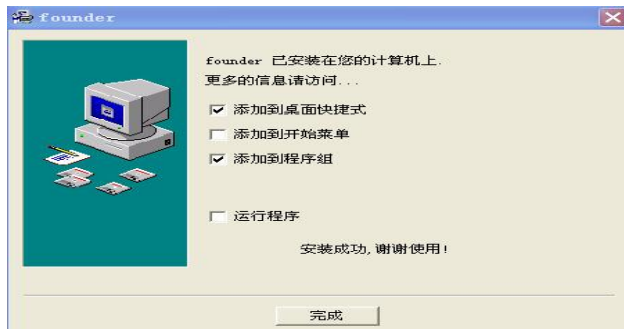 founder
founder 已安装在您的计算机上.
更多的信息请访问...
添加到桌面快捷式
添加到开始菜单
添加到程序组
运行程序
安装成功,谢谢使用!
完成